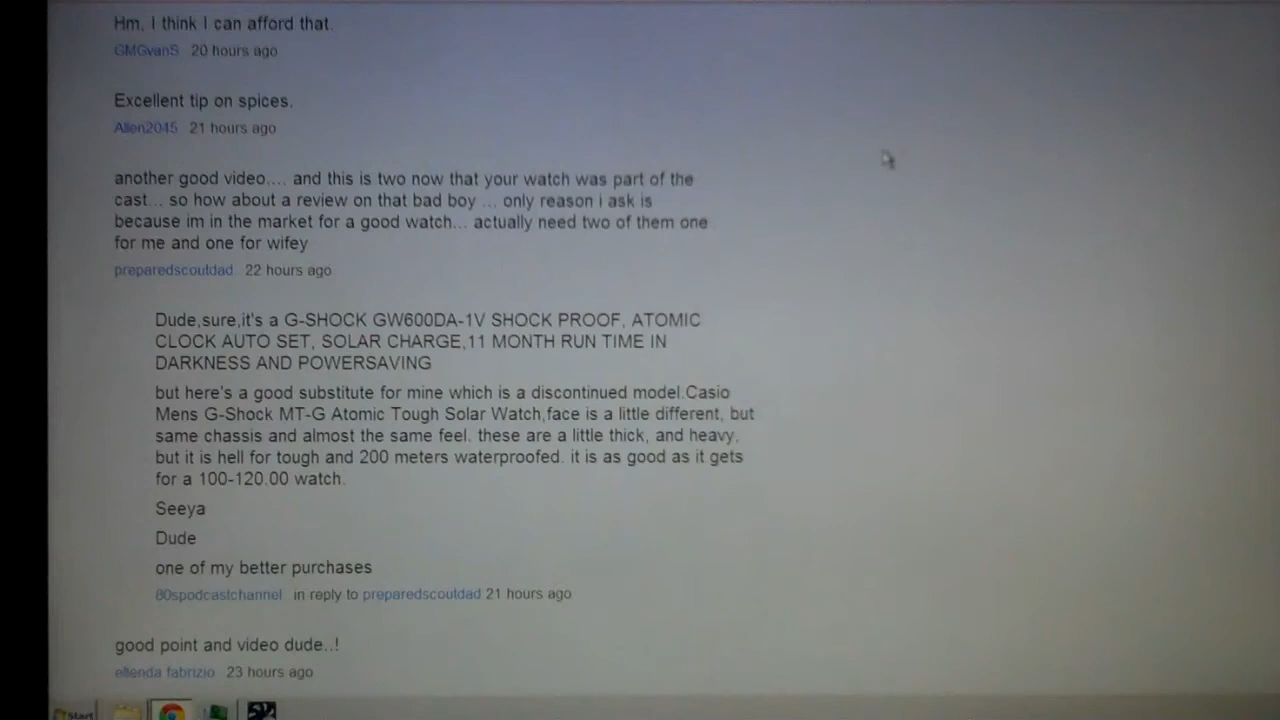 Hm, I think I can afford that.
GMGvanS 20 hours ago
Excellent tip on spices.
Allen2045 21 hours ago
another good video.... and this is two now that your watch was part of the
cast... so how about a review on that bad boy ... only reason i ask is
because im in the market for a good watch... actually need two of them one
for me and one for wifey
preparedscoutdad 22 hours ago
Dude,sure,it's a G-SHOCK GW600DA-1V SHOCK PROOF, ATOMIC
CLOCK AUTO SET, SOLAR CHARGE,11 MONTH RUN TIME IN
DARKNESS AND POWERSAVING
but here's a good substitute for mine which is a discontinued model.Casio
Mens G-Shock MT-G Atomic Tough Solar Watch,face is a little different, but
same chassis and almost the same feel. these are a little thick, and heavy,
but it is hell for tough and 200 meters waterproofed. it is as good as it gets
for a 100-120.00 watch.
Seeya
Dude
one of my better purchases
80spodcastchannel in reply to preparedscoutdad 21 hours ago
good point and video dude..!
ellenda fabrizio 23 hours ago
Start